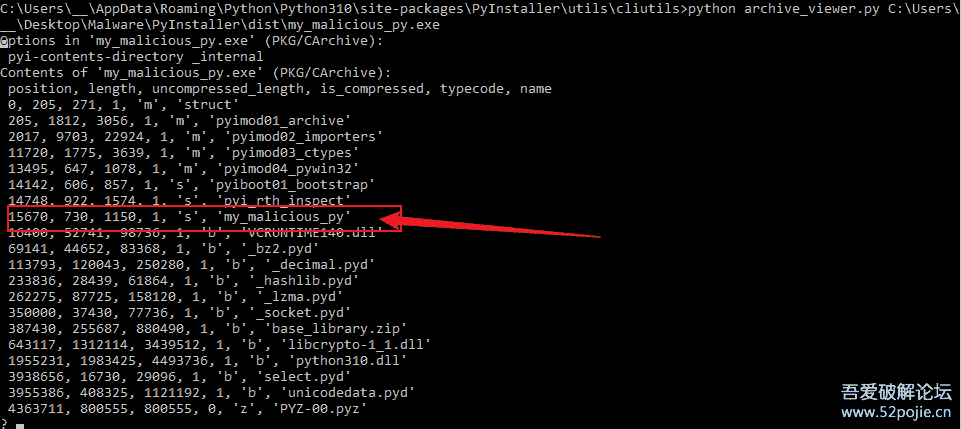 C:\Users\__\AppData\Roaming\Python\Python310\site-packages\PyInstaller\utils\cliutils>python archive_viewer.py C:\Users\
__\Desktop\Malware\PyInstaller\dist\my_malicious_py.exe
Options in 'my_malicious_py.exe' (PKG/CArchive):
pyi-contents-directory _internal
Contents of 'my_malicious_py.exe' (PKG/CArchive):
position, length, uncompressed_length, is_compressed, typecode, name
0, 205, 271, 1, 'm', 'struct'
205, 1812, 3056, 1, 'm', 'pyimod01_archive'
2017, 9703, 22924, 1, 'm', 'pyimod02_importers'
11720, 1775, 3639, 1, 'm', 'pyimod03_ctypes'
13495, 647, 1078, 1, 'm', 'pyimod04_pywin32'
14142, 606, 857, 1, 's', 'pyiboot01_bootstrap'
14748, 922, 1574, 1, 's', 'pyi_rth_inspect'
15670, 730, 1150, 1, 's', 'my_malicious_py'
16400, 52741, 98736, 1, 'b', 'VCRUNTIME140.dll'
69141, 44652, 83368, 1, 'b', '_bz2.pyd'
113793, 120043, 250280, 1, 'b', '_decimal.pyd'
233836, 28439, 61864, 1, 'b', '_hashlib.pyd'
262275, 87725, 158120, 1, 'b', '_lzma.pyd'
350000, 37430, 77736, 1, 'b', '_socket.pyd'
387430, 255687, 880490, 1, 'b', 'base_library.zip'
643117, 1312114, 3439512, 1, 'b', 'libcrypto-1_1.dll'
1955231, 1983425, 4493736, 1, 'b', 'python310.dll'
3938656, 16730, 29096, 1, 'b', 'select.pyd'
3955386, 408325, 1121192, 1, 'b', 'unicodedata.pyd'
4363711, 800555, 800555, 0, 'z', 'PYZ-00.pyz'
?
吾爱破解论坛
www.52pojie.cn